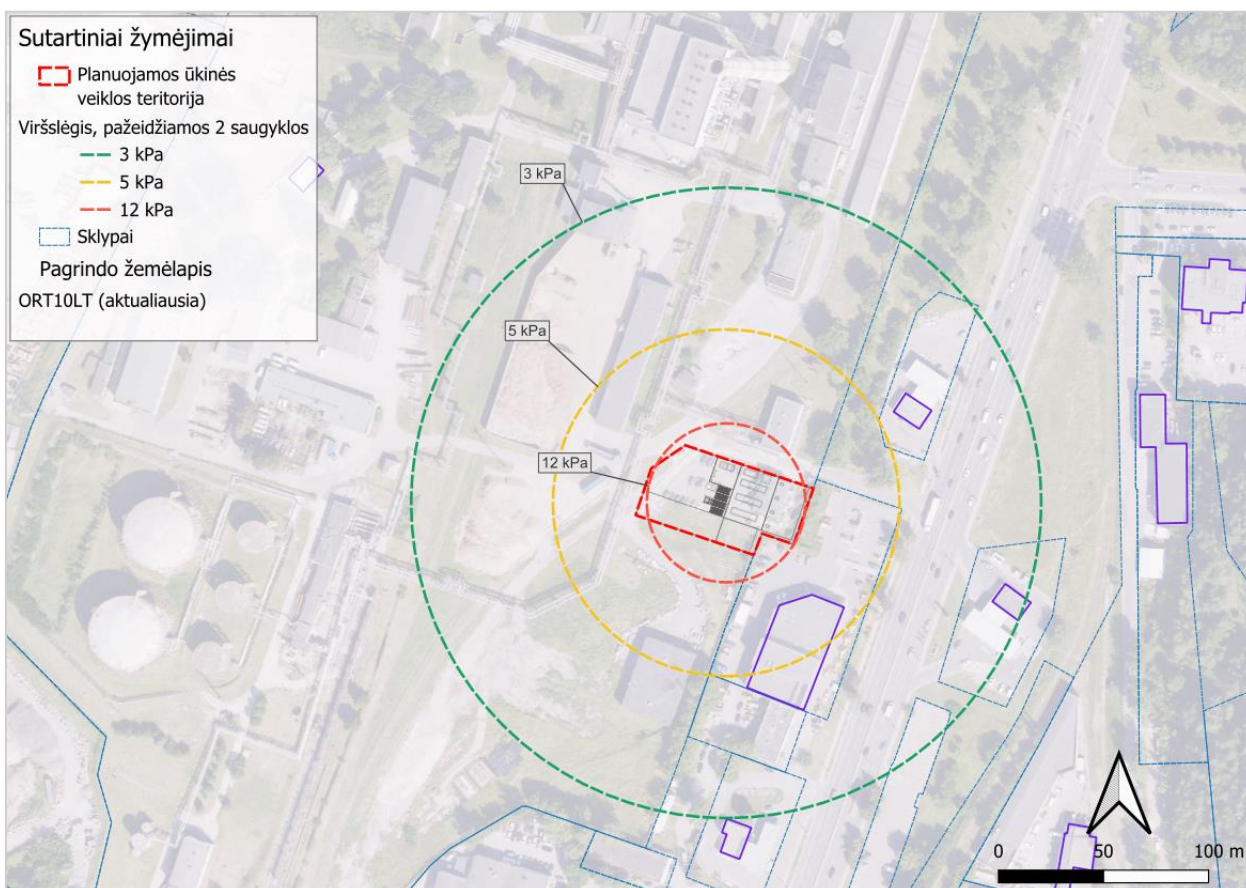 Sutartiniai žymėjimai
Planuojamos ūkinės
veiklos teritorija
Viršslėgis, pažeidžiamos 2 saugyklos
3 kPa
5 kPa
12 kPa
Sklypai
Pagrindo žemėlapis
ORT10LT (aktualiausia)
3 kPa
5 kPa
12 kPa
0 50 100 m